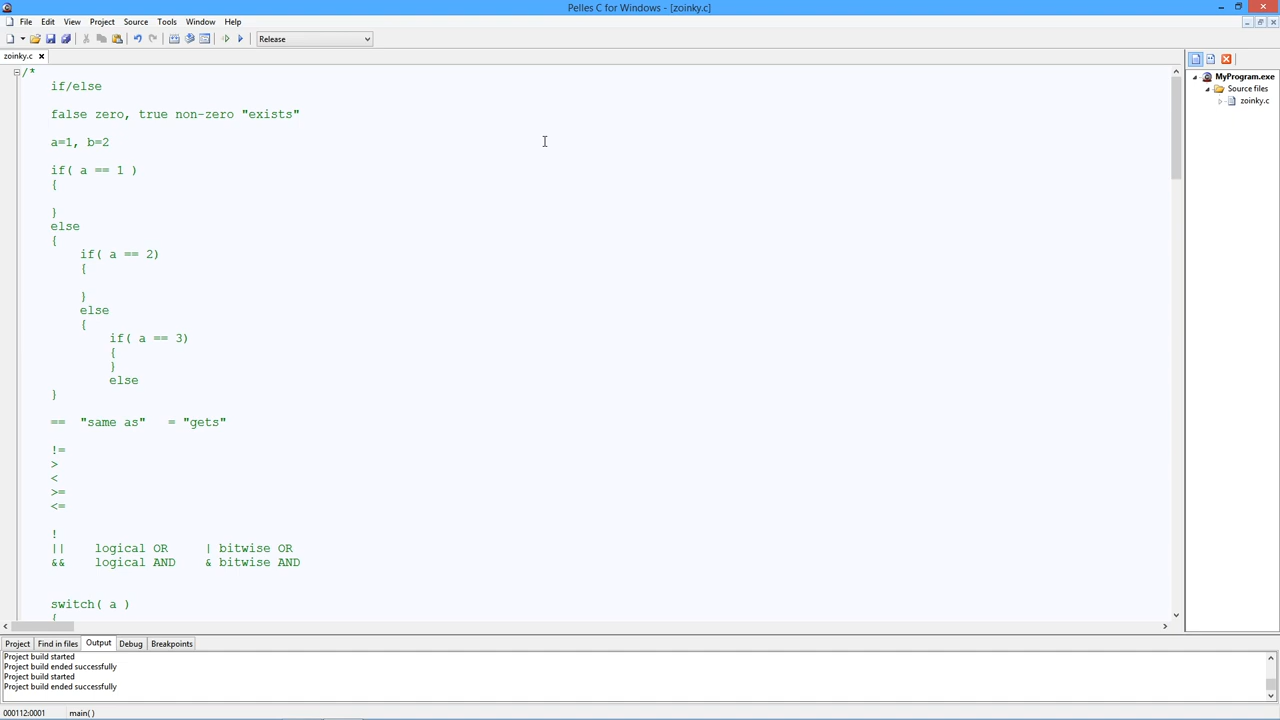 Pelles C for Windows - [zoinky.c]
File Edit View Project Source Tools Window Help
Release
zoinky.c
/*
if/else
false zero, true non-zero "exists"
a=1, b=2
if( a == 1 )
{
}
else
{
if( a == 2)
{
}
else
{
if( a == 3)
{
}
else
}
== "same as" = "gets"
!=
>
<
>=
<=
!
|| logical OR | bitwise OR
&& logical AND & bitwise AND
switch( a )
{
MyProgram.exe
Source files
zoinky.c
Project Find in files Output Debug Breakpoints
Project build started
Project build ended successfully
Project build started
Project build ended successfully
000112:0001 main( )